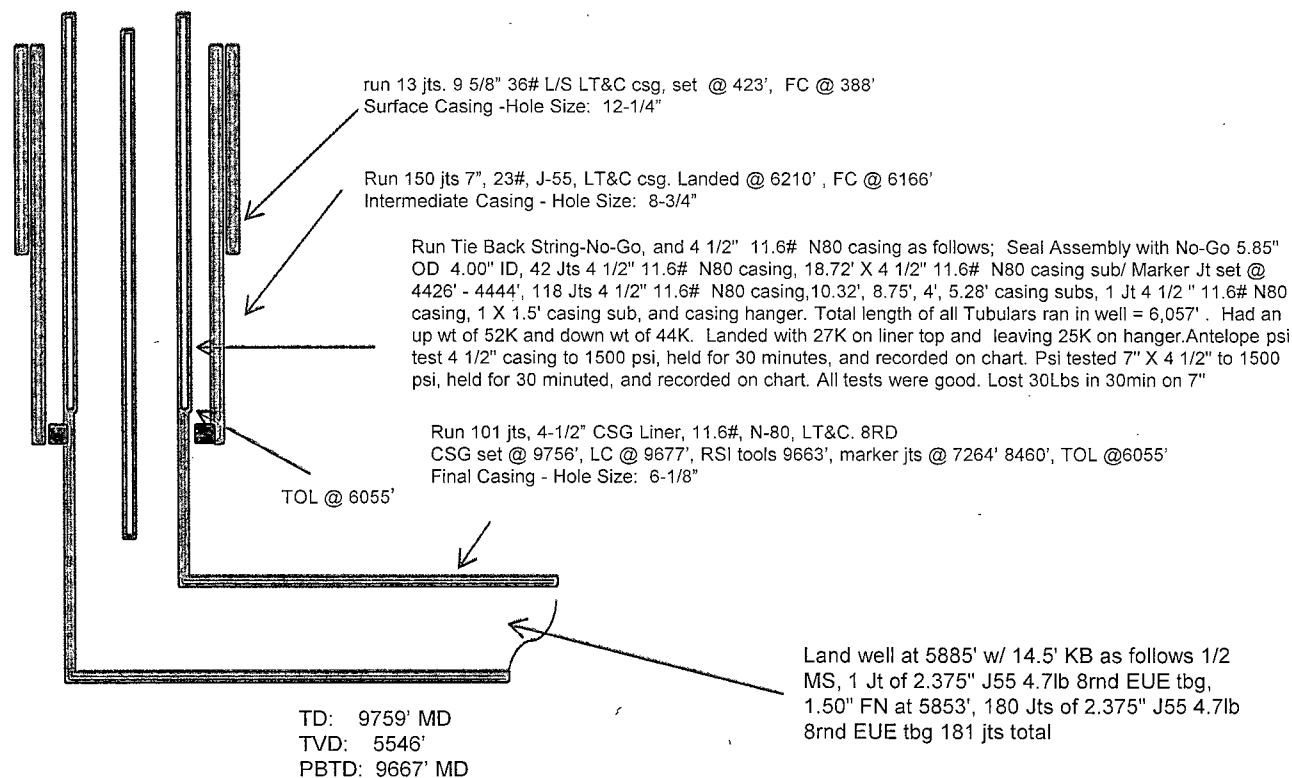 run 13 jts. 9 5/8" 36# L/S LT&C csg, set @ 423', FC @ 388'
Surface Casing -Hole Size: 12-1/4"
Run 150 jts 7", 23#, J-55, LT&C csg. Landed @ 6210' , FC @ 6166'
Intermediate Casing - Hole Size: 8-3/4"
Run Tie Back String-No-Go, and 4 1/2" 11.6# N80 casing as follows; Seal Assembly with No-Go 5.85"
OD 4.00" ID, 42 Jts 4 1/2" 11.6# N80 casing, 18.72' X 4 1/2" 11.6# N80 casing sub/ Marker Jt set @
4426' - 4444', 118 Jts 4 1/2" 11.6# N80 casing,10.32', 8.75', 4', 5.28' casing subs, 1 Jt 4 1/2 " 11.6# N80
casing, 1 X 1.5' casing sub, and casing hanger. Total length of all Tubulars ran in well = 6,057' . Had an
up wt of 52K and down wt of 44K. Landed with 27K on liner top and leaving 25K on hanger.Antelope psi
test 4 1/2" casing to 1500 psi, held for 30 minutes, and recorded on chart. Psi tested 7" X 4 1/2" to 1500
psi, held for 30 minuted, and recorded on chart. All tests were good. Lost 30Lbs in 30min on 7"
Run 101 jts, 4-1/2" CSG Liner, 11.6#, N-80, LT&C. 8RD
CSG set @ 9756', LC @ 9677', RSI tools 9663', marker jts @ 7264' 8460', TOL @6055'
Final Casing - Hole Size: 6-1/8"
TOL @ 6055'
Land well at 5885' w/ 14.5' KB as follows 1/2
MS, 1 Jt of 2.375" J55 4.7lb 8rnd EUE tbg,
1.50" FN at 5853', 180 Jts of 2.375" J55 4.7lb
8rnd EUE tbg 181 jts total
TD: 9759' MD
TVD: 5546'
PBTD: 9667' MD